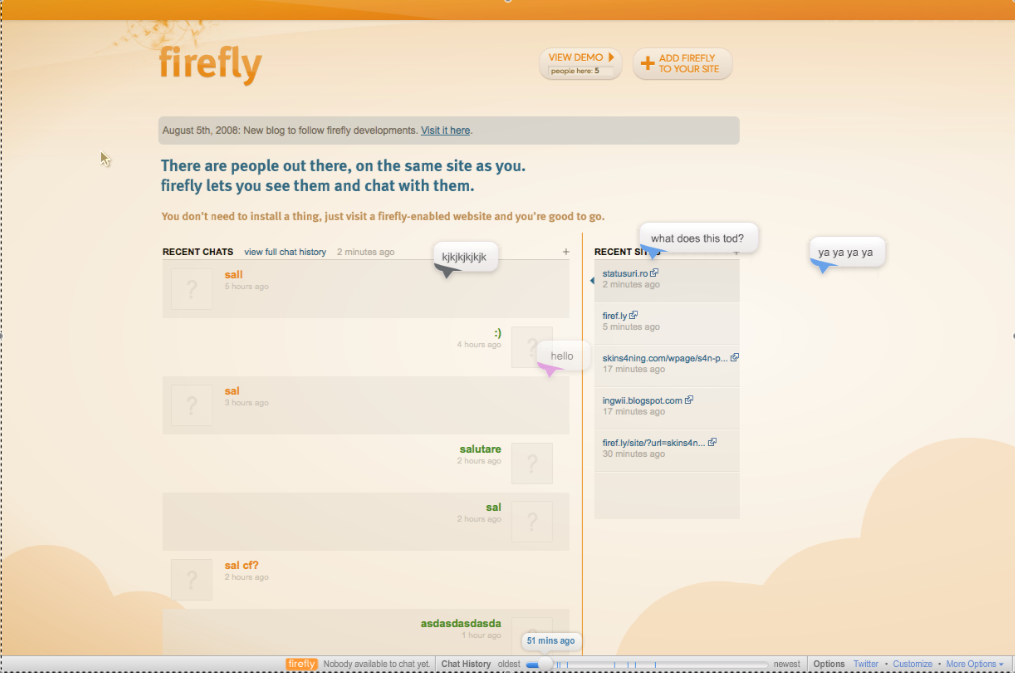 firefly
VIEW DEMO
people here: 5
ADD FIREFLY
TO YOUR SITE
August 5th, 2008: New blog to follow firefly developments. Visit it here.
There are people out there, on the same site as you.
firefly lets you see them and chat with them.
You don't need to install a thing, just visit a firefly-enabled website and you're good to go.
RECENT CHATS view full chat history 2 minutes ago +
kjkjkjkjkjk
what does this tod?
ya ya ya ya
hello
sall
5 hours ago
:)
4 hours ago
sal
3 hours ago
salutare
2 hours ago
sal
2 hours ago
sal cf?
2 hours ago
asdasdasdasda
1 hour ago
statusuri.ro
2 minutes ago
firef.ly
5 minutes ago
skins4ning.com/wpage/s4n-p...
17 minutes ago
ingwii.blogspot.com
17 minutes ago
firef.ly/site/?url=skins4n...
30 minutes ago
51 mins ago
firefly Nobody available to chat yet. Chat History oldest newest Options Twitter • Customize • More Options